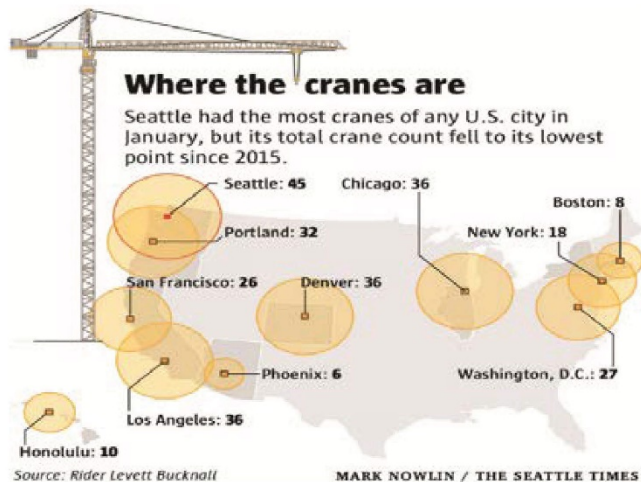 Where the cranes are
Seattle had the most cranes of any U.S. city in
January, but its total crane count fell to its lowest
point since 2015.
Seattle: 45
Chicago: 36
Boston: 8
Portland: 32
New York: 18
San Francisco: 26
Denver: 36
Phoenix: 6
Washington, D.C.: 27
Los Angeles: 36
Honolulu: 10
Source: Rider Levett Bucknall
MARK NOWLIN / THE SEATTLE TIMES